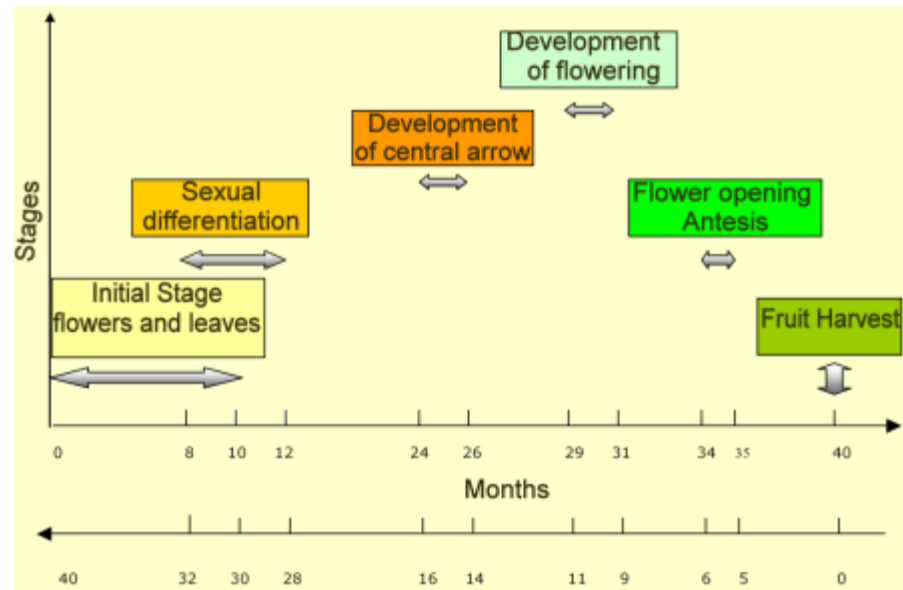 Development
of flowering
Development
of central arrow
Sexual
differentiation
Flower opening
Antesis
Initial Stage
flowers and leaves
Fruit Harvest
Stages
0 8 10 12 24 26 29 31 34 35 40
Months
40 32 30 28 16 14 11 9 6 5 0